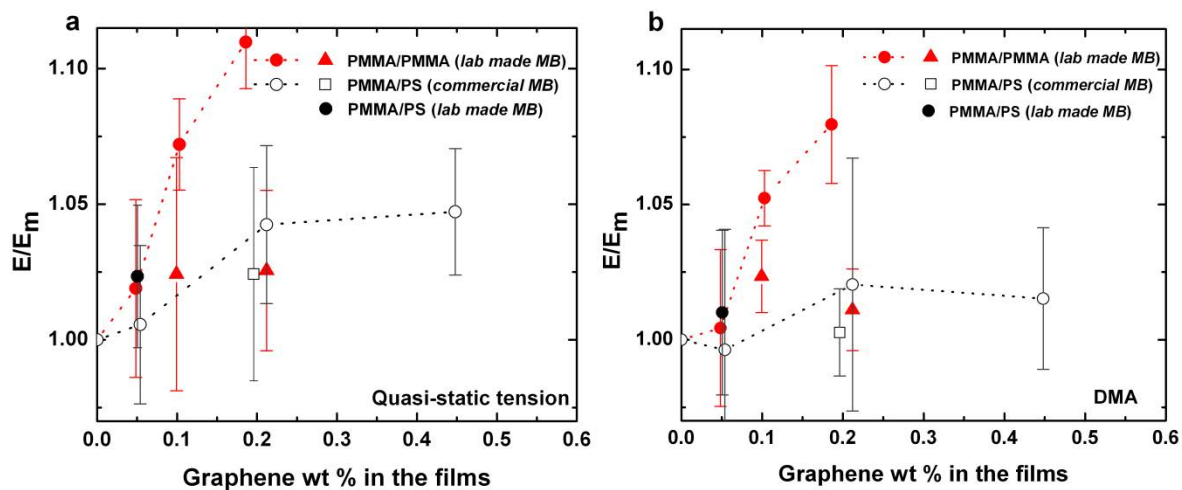 a
PMMA/PMMA (lab made MB)
PMMA/PS (commercial MB)
PMMA/PS (lab made MB)
1.10
1.05
1.00
E/Em
Quasi-static tension
0.0 0.1 0.2 0.3 0.4 0.5 0.6
Graphene wt % in the films
b
PMMA/PMMA (lab made MB)
PMMA/PS (commercial MB)
PMMA/PS (lab made MB)
1.10
1.05
1.00
E/Em
DMA
0.0 0.1 0.2 0.3 0.4 0.5 0.6
Graphene wt % in the films